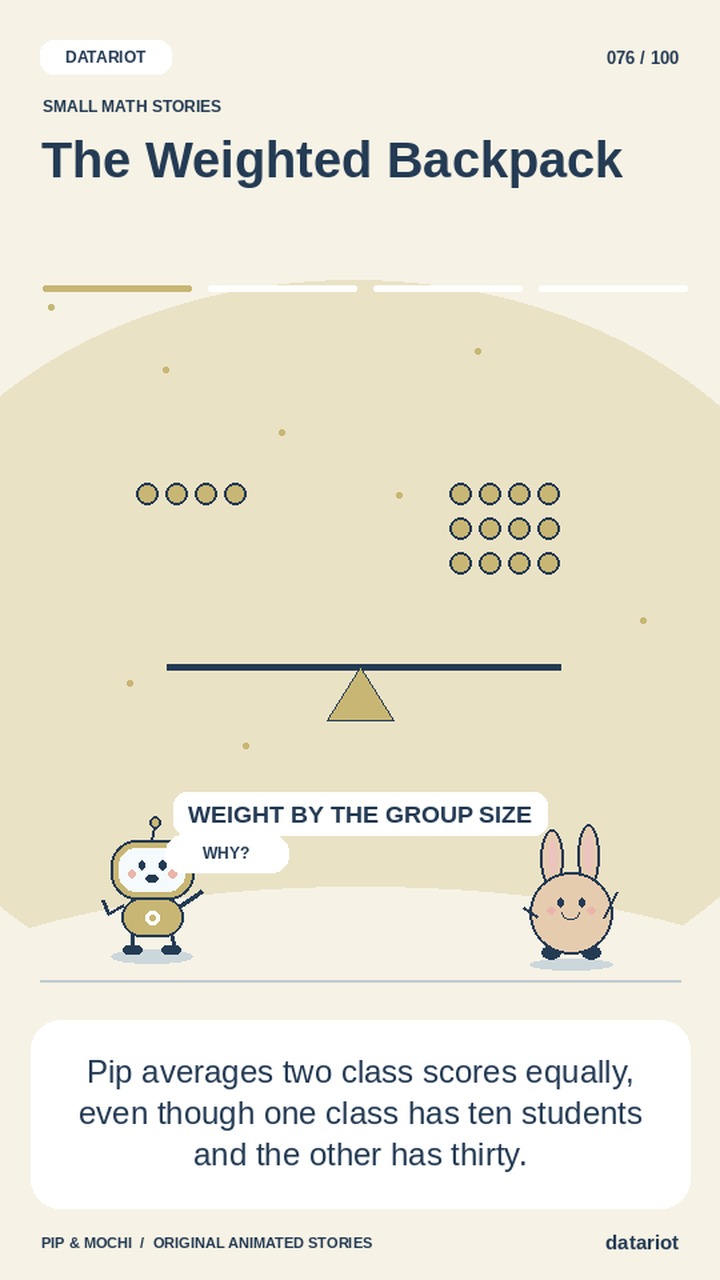 DATARIOT
076 / 100
SMALL MATH STORIES
The Weighted Backpack
WEIGHT BY THE GROUP SIZE
WHY?
Pip averages two class scores equally,
even though one class has ten students
and the other has thirty.
PIP & MOCHI / ORIGINAL ANIMATED STORIES
datariot